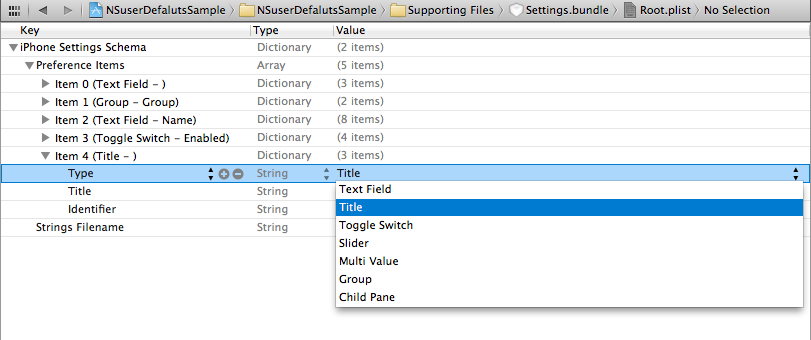 NSuserDefalutsSample NSuserDefalutsSample Supporting Files Settings.bundle Root.plist No Selection
Key Type Value
iPhone Settings Schema Dictionary (2 items)
Preference Items Array (5 items)
Item 0 (Text Field – ) Dictionary (3 items)
Item 1 (Group – Group) Dictionary (2 items)
Item 2 (Text Field – Name) Dictionary (8 items)
Item 3 (Toggle Switch – Enabled) Dictionary (4 items)
Item 4 (Title – ) Dictionary (3 items)
Type String Title
Title String Text Field
Identifier String Title
Strings Filename String Toggle Switch
Slider
Multi Value
Group
Child Pane